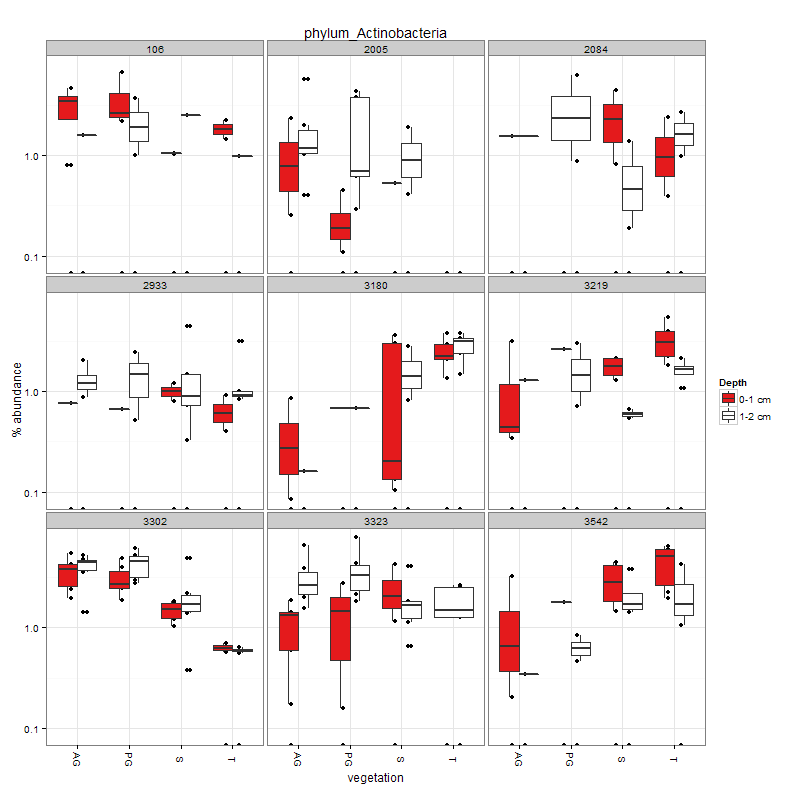 phylum_Actinobacteria
106 2005 2084
1.0
0.1
2933 3180 3219
1.0
0.1
3302 3323 3542
1.0
0.1
% abundance
AG PG S T AG PG S T AG PG S T
vegetation
Depth
0-1 cm
1-2 cm